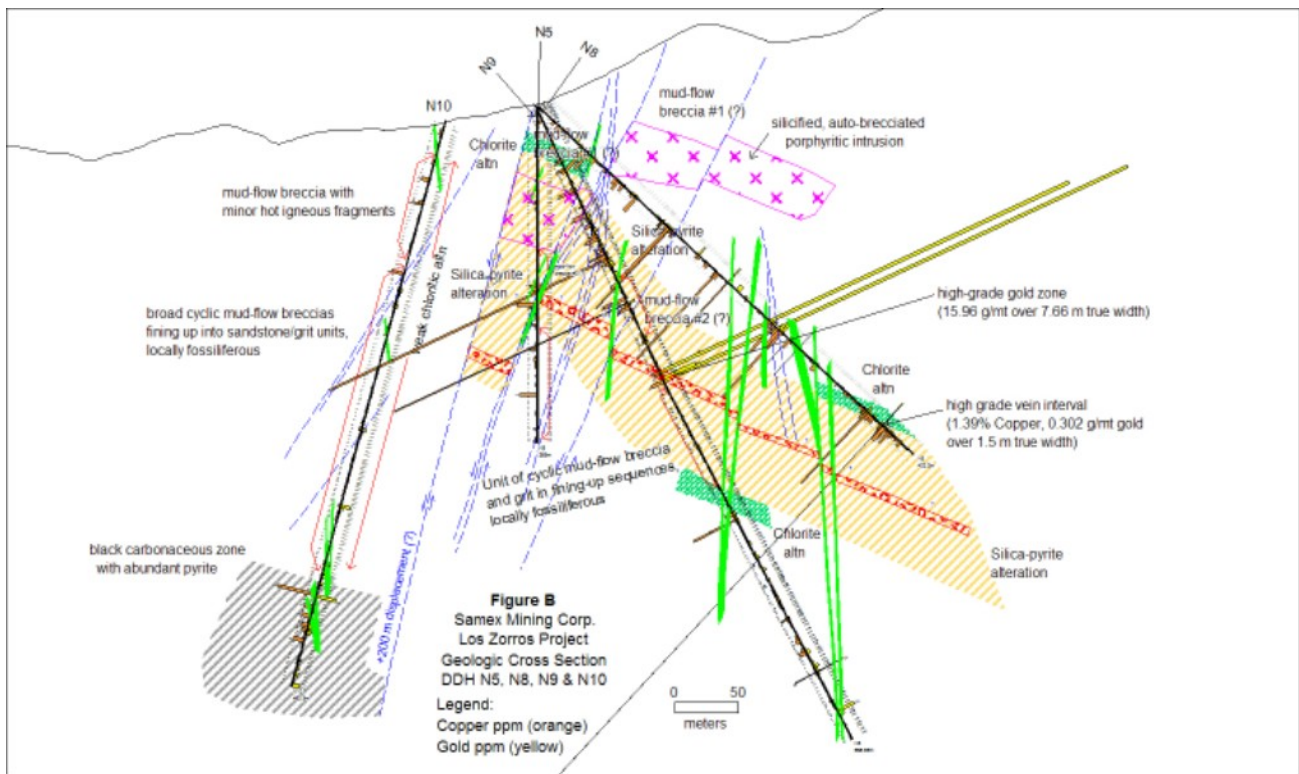 N5
N8
N9
N10
mud-flow
breccia #1 (?)
silicified, auto-brecciated
porphyritic intrusion
Chlorite
altn
mud-flow
(?)
mud-flow breccia with
minor hot igneous fragments
Silica-pyrite
alteration
Silica-pyrite
alteration
weak chloritic altn
mud-flow
breccia #2 (?)
high-grade gold zone
(15.96 g/mt over 7.66 m true width)
broad cyclic mud-flow breccias
fining up into sandstone/grit units,
locally fossiliferous
Chlorite
altn
high grade vein interval
(1.39% Copper, 0.302 g/mt gold
over 1.5 m true width)
Unit of cyclic mud-flow breccia
and grit in fining-up sequences,
locally fossiliferous
black carbonaceous zone
with abundant pyrite
Chlorite
altn
Silica-pyrite
alteration
+200 m displacement (?)
Figure B
Samex Mining Corp.
Los Zorros Project
Geologic Cross Section
DDH N5, N8, N9 & N10
Legend:
Copper ppm (orange)
Gold ppm (yellow)
0 50
meters